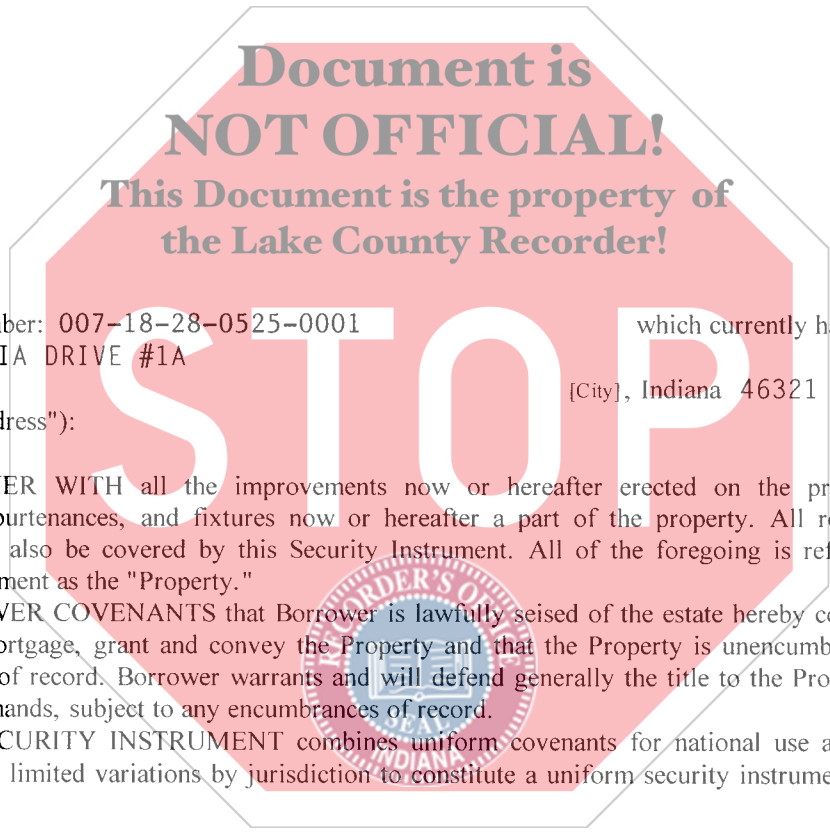 Document is
NOT OFFICIAL!
This Document is the property of
the Lake County Recorder!
STOP
ber: 007-18-28-0525-0001 which currently ha
IA DRIVE #1A
[City], Indiana 46321
dress"):
ER WITH all the improvements now or hereafter erected on the pr
purtenances, and fixtures now or hereafter a part of the property. All re
also be covered by this Security Instrument. All of the foregoing is ref
ment as the "Property."
VER COVENANTS that Borrower is lawfully seised of the estate hereby co
ortgage, grant and convey the Property and that the Property is unencumb
of record. Borrower warrants and will defend generally the title to the Pro
nands, subject to any encumbrances of record.
CURITY INSTRUMENT combines uniform covenants for national use a
limited variations by jurisdiction to constitute a uniform security instrume
RECORDER'S OFFICE
SEAL
INDIANA